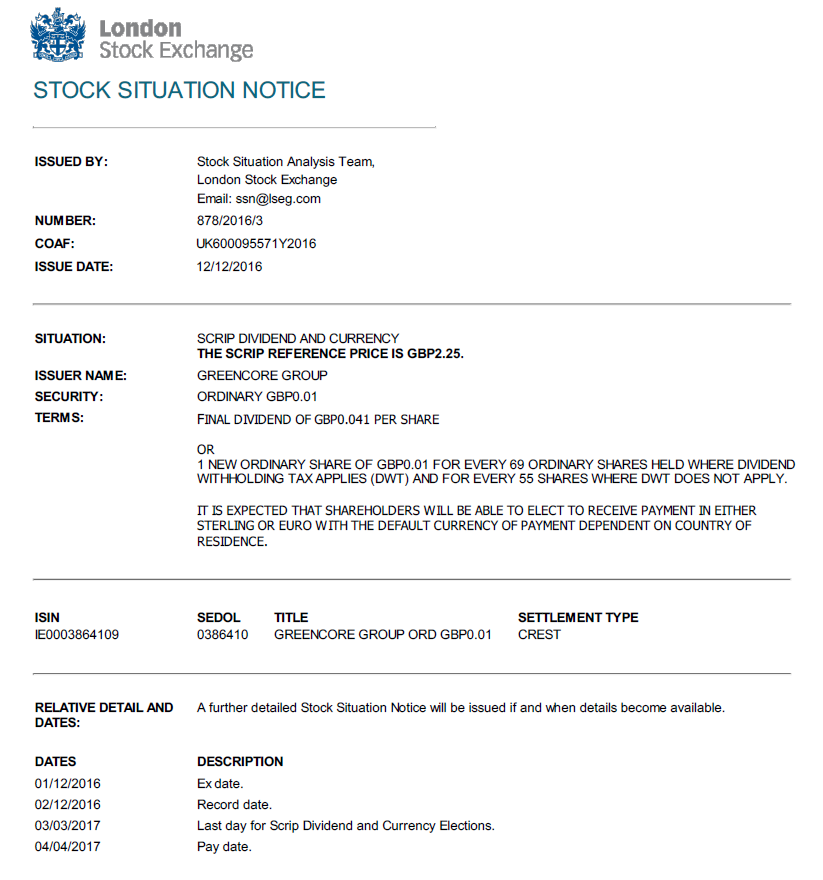 London
Stock Exchange
STOCK SITUATION NOTICE
ISSUED BY: Stock Situation Analysis Team,
London Stock Exchange
Email: ssn@lseg.com
NUMBER: 878/2016/3
COAF: UK600095571Y2016
ISSUE DATE: 12/12/2016
SITUATION: SCRIP DIVIDEND AND CURRENCY
THE SCRIP REFERENCE PRICE IS GBP2.25.
ISSUER NAME: GREENCORE GROUP
SECURITY: ORDINARY GBP0.01
TERMS: FINAL DIVIDEND OF GBP0.041 PER SHARE
OR
1 NEW ORDINARY SHARE OF GBP0.01 FOR EVERY 69 ORDINARY SHARES HELD WHERE DIVIDEND
WITHHOLDING TAX APPLIES (DWT) AND FOR EVERY 55 SHARES WHERE DWT DOES NOT APPLY.
IT IS EXPECTED THAT SHAREHOLDERS WILL BE ABLE TO ELECT TO RECEIVE PAYMENT IN EITHER
STERLING OR EURO WITH THE DEFAULT CURRENCY OF PAYMENT DEPENDENT ON COUNTRY OF
RESIDENCE.
ISIN SEDOL TITLE SETTLEMENT TYPE
IE0003864109 0386410 GREENCORE GROUP ORD GBP0.01 CREST
RELATIVE DETAIL AND A further detailed Stock Situation Notice will be issued if and when details become available.
DATES:
DATES DESCRIPTION
01/12/2016 Ex date.
02/12/2016 Record date.
03/03/2017 Last day for Scrip Dividend and Currency Elections.
04/04/2017 Pay date.